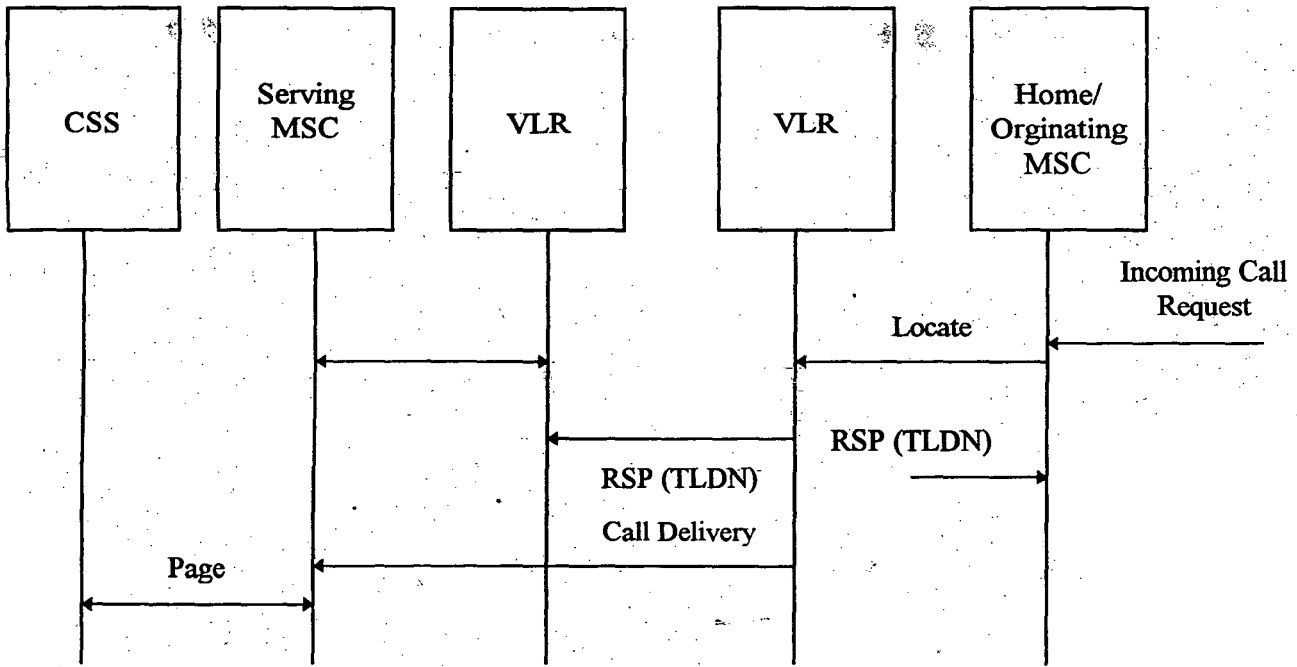 CSS
Serving
MSC
VLR
VLR
Home/
Orginating
MSC
Incoming Call
Request
Locate
RSP (TLDN)
RSP (TLDN)
Call Delivery
Page